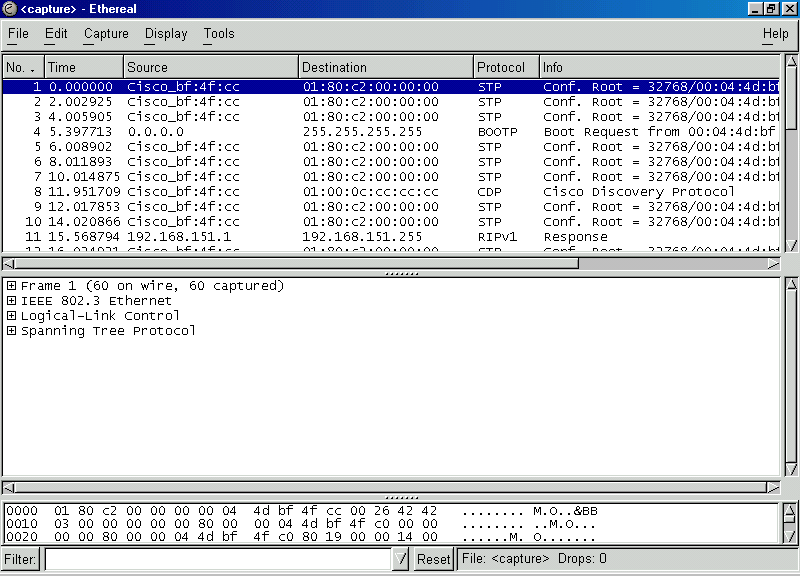 <capture> - Ethereal
File Edit Capture Display Tools Help
No. . Time Source Destination Protocol Info
1 0.000000 Cisco_bf:4f:cc 01:80:c2:00:00:00 STP Conf. Root = 32768/00:04:4d:bf
2 2.002925 Cisco_bf:4f:cc 01:80:c2:00:00:00 STP Conf. Root = 32768/00:04:4d:bf
3 4.005905 Cisco_bf:4f:cc 01:80:c2:00:00:00 STP Conf. Root = 32768/00:04:4d:bf
4 5.397713 0.0.0.0 255.255.255.255 BOOTP Boot Request from 00:04:4d:bf
5 6.008902 Cisco_bf:4f:cc 01:80:c2:00:00:00 STP Conf. Root = 32768/00:04:4d:bf
6 8.011893 Cisco_bf:4f:cc 01:80:c2:00:00:00 STP Conf. Root = 32768/00:04:4d:bf
7 10.014875 Cisco_bf:4f:cc 01:80:c2:00:00:00 STP Conf. Root = 32768/00:04:4d:bf
8 11.951709 Cisco_bf:4f:cc 01:00:0c:cc:cc:cc CDP Cisco Discovery Protocol
9 12.017853 Cisco_bf:4f:cc 01:80:c2:00:00:00 STP Conf. Root = 32768/00:04:4d:bf
10 14.020866 Cisco_bf:4f:cc 01:80:c2:00:00:00 STP Conf. Root = 32768/00:04:4d:bf
11 15.568794 192.168.151.1 192.168.151.255 RIPv1 Response
Frame 1 (60 on wire, 60 captured)
IEEE 802.3 Ethernet
Logical-Link Control
Spanning Tree Protocol
0000 01 80 c2 00 00 00 00 04 4d bf 4f cc 00 26 42 42 ........ M.O..&BB
0010 03 00 00 00 00 00 80 00 00 04 4d bf 4f c0 00 00 ........ ..M.O...
0020 00 00 80 00 00 04 4d bf 4f c0 80 19 00 00 14 00 ......M. O.......
Filter: Reset File: <capture> Drops: 0